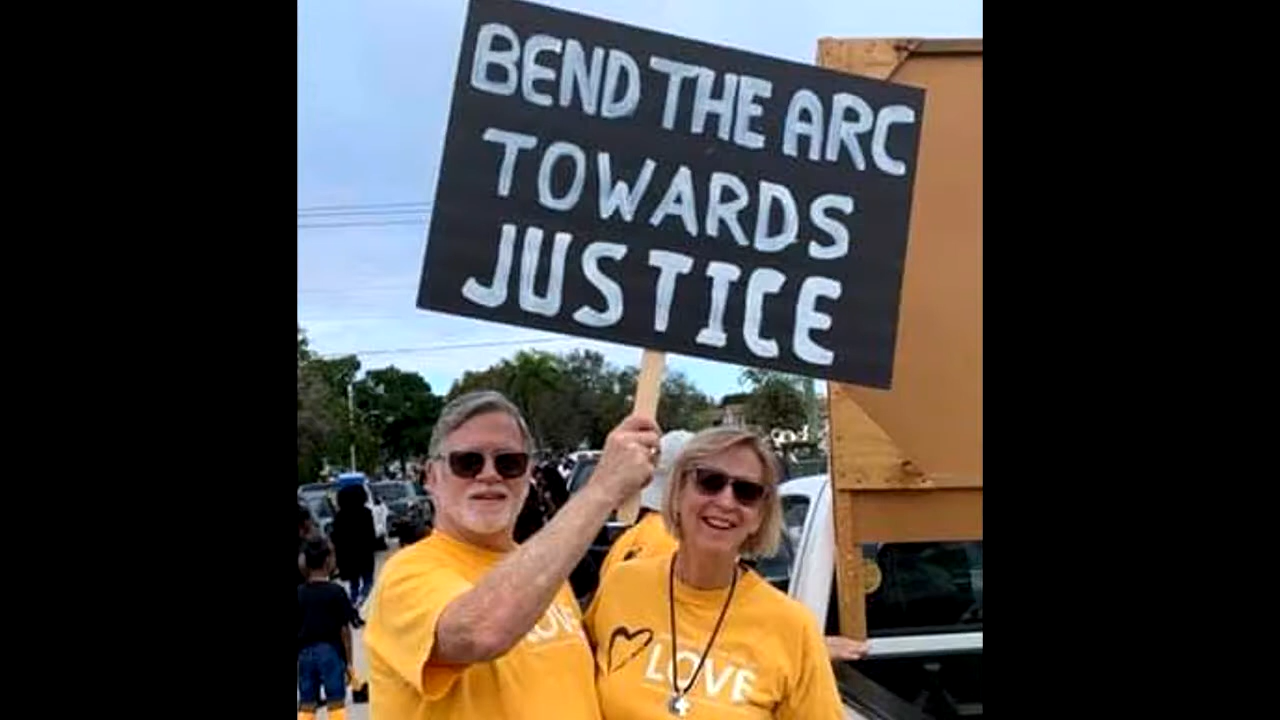 BEND THE ARC
TOWARDS
JUSTICE
LOVE
LOVE